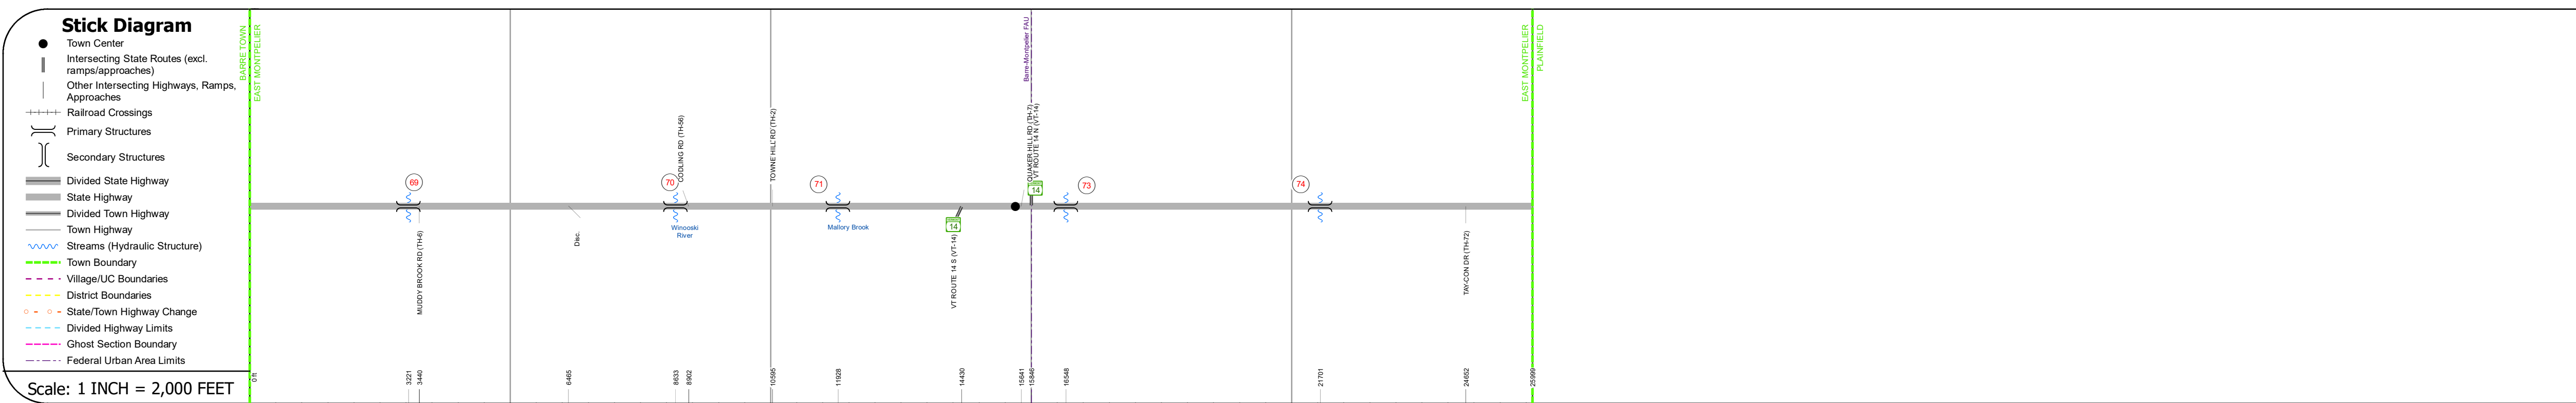 Stick Diagram
Town Center
Intersecting State Routes (excl.
ramps/approaches)
Other Intersecting Highways, Ramps,
Approaches
Railroad Crossings
Primary Structures
Secondary Structures
Divided State Highway
State Highway
Divided Town Highway
Town Highway
Streams (Hydraulic Structure)
Town Boundary
Village/UC Boundaries
District Boundaries
State/Town Highway Change
Divided Highway Limits
Ghost Section Boundary
Federal Urban Area Limits
Scale: 1 INCH = 2,000 FEET
BARRE TOWN
EAST MONTPELIER
69
MUDDY BROOK RD (TH-6)
Disc.
70
CODLING RD (TH-56)
Winooski
River
TOWNE HILL RD (TH-2)
71
Mallory Brook
14
VT ROUTE 14 S (VT-14)
Barre-Montpelier FAU
QUAKER HILL RD (TH-7)
VT ROUTE 14 N (VT-14)
14
73
74
TAY-CON DR (TH-72)
EAST MONTPELIER
PLAINFIELD
0 ft
3221
3440
6465
8633
8902
10595
11928
14430
15641
15846
16548
21701
24652
25999